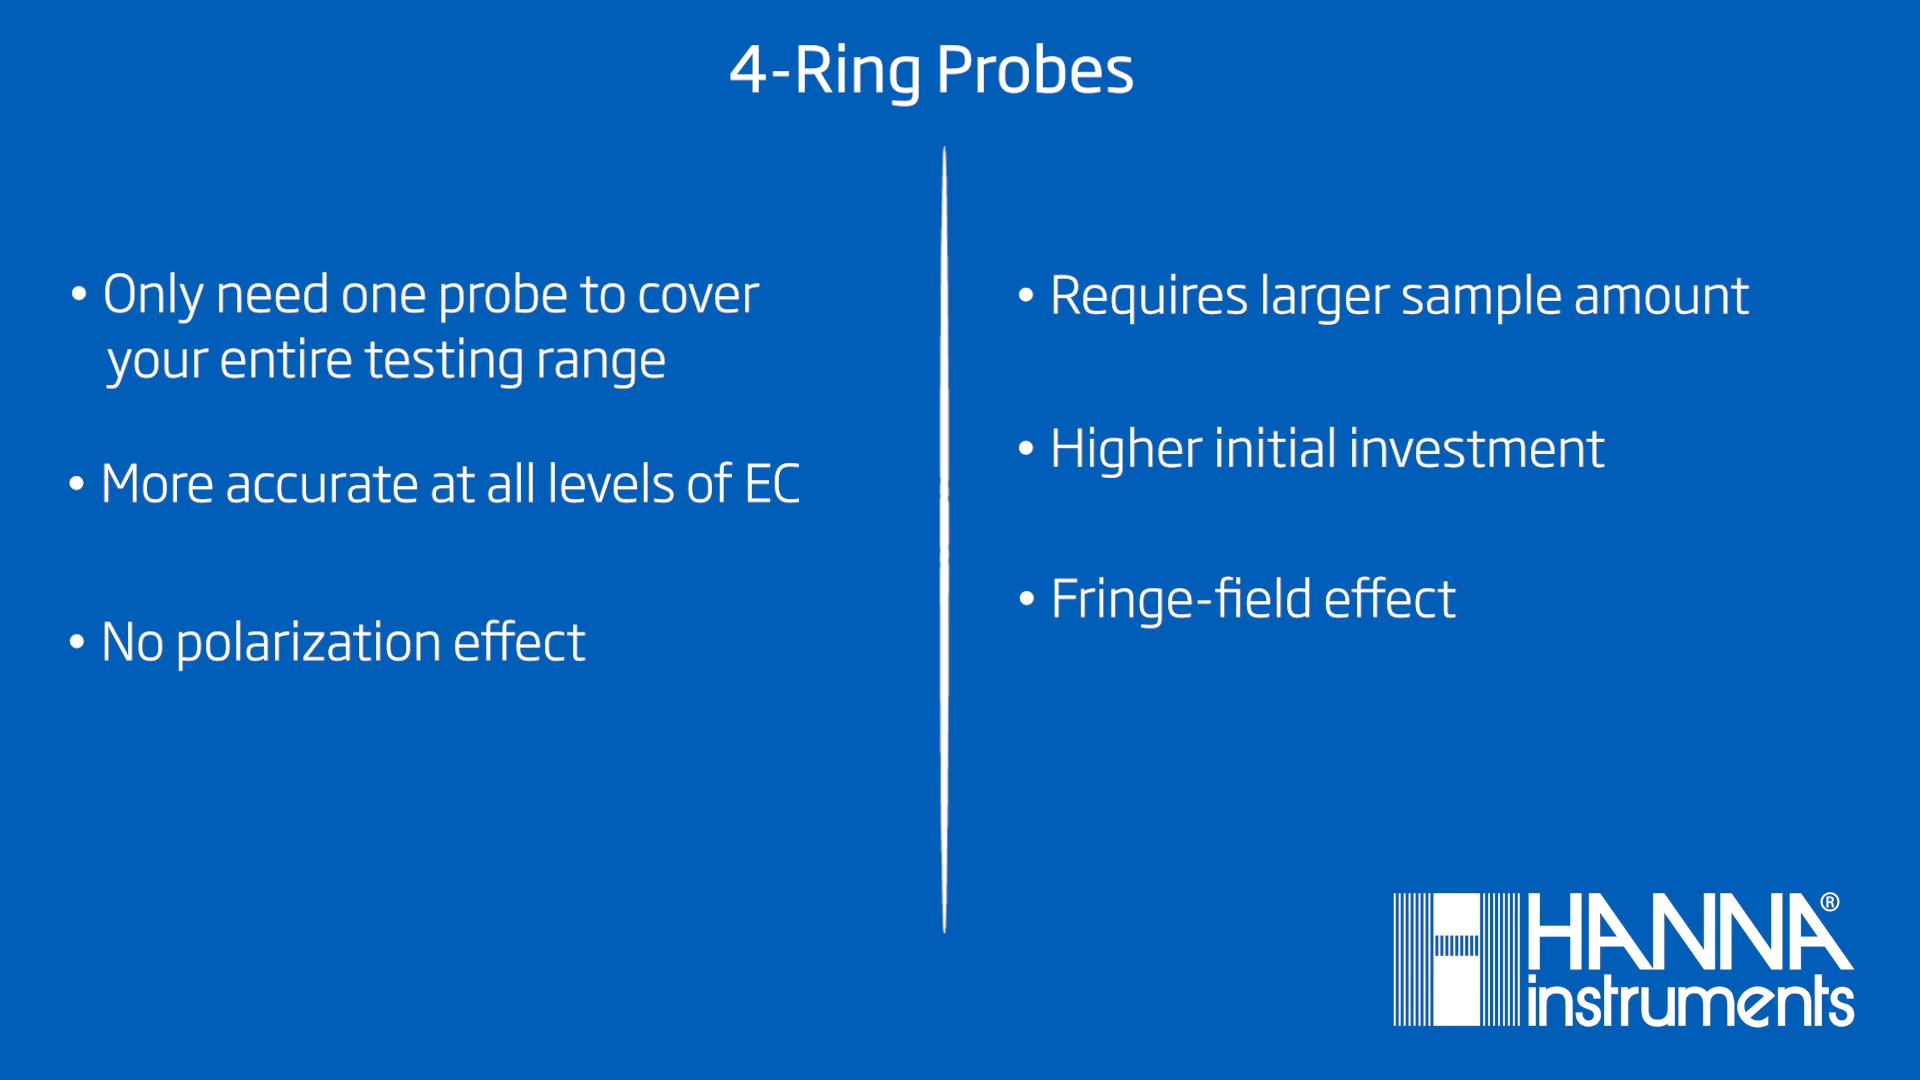 4-Ring Probes
• Only need one probe to cover
your entire testing range
• More accurate at all levels of EC
• No polarization effect
• Requires larger sample amount
• Higher initial investment
• Fringe-field effect
HANNA®
instruments